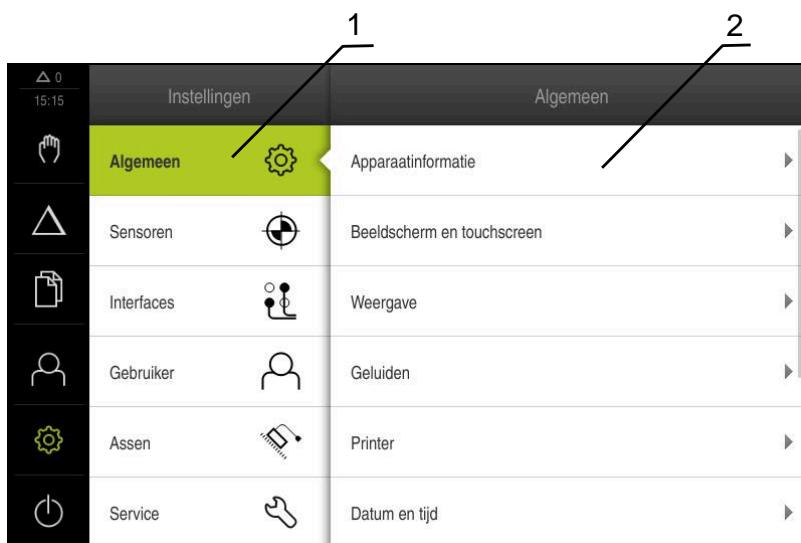 1
2
0
15:15
Instellingen
Algemeen
Algemeen
Apparaatinformatie
Sensoren
Beeldscherm en touchscreen
Interfaces
Weergave
Gebruiker
Geluiden
Assen
Printer
Service
Datum en tijd